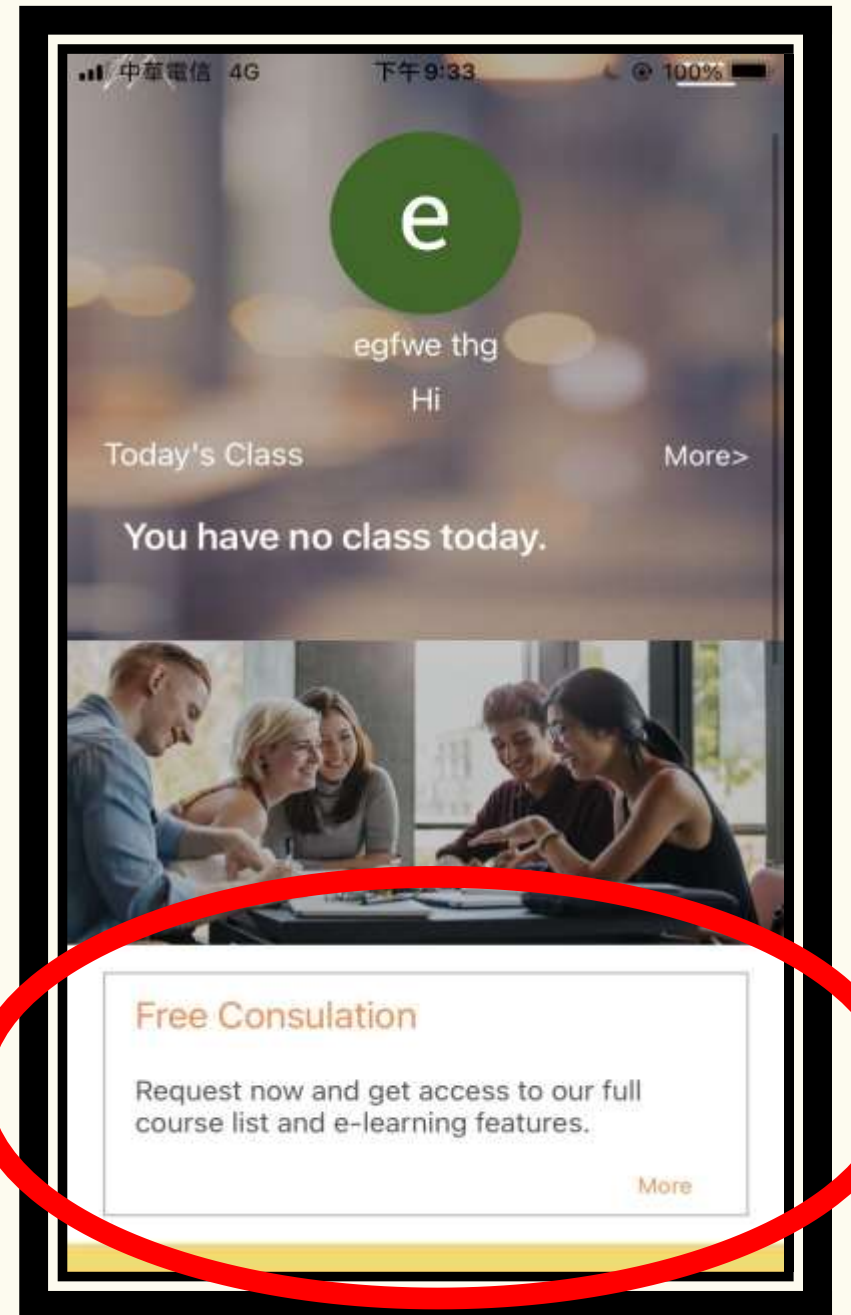 中華電信 4G 下午9:33 100%
e
egfwe thg
Hi
Today's Class More>
You have no class today.
Free Consulation
Request now and get access to our full
course list and e-learning features.
More